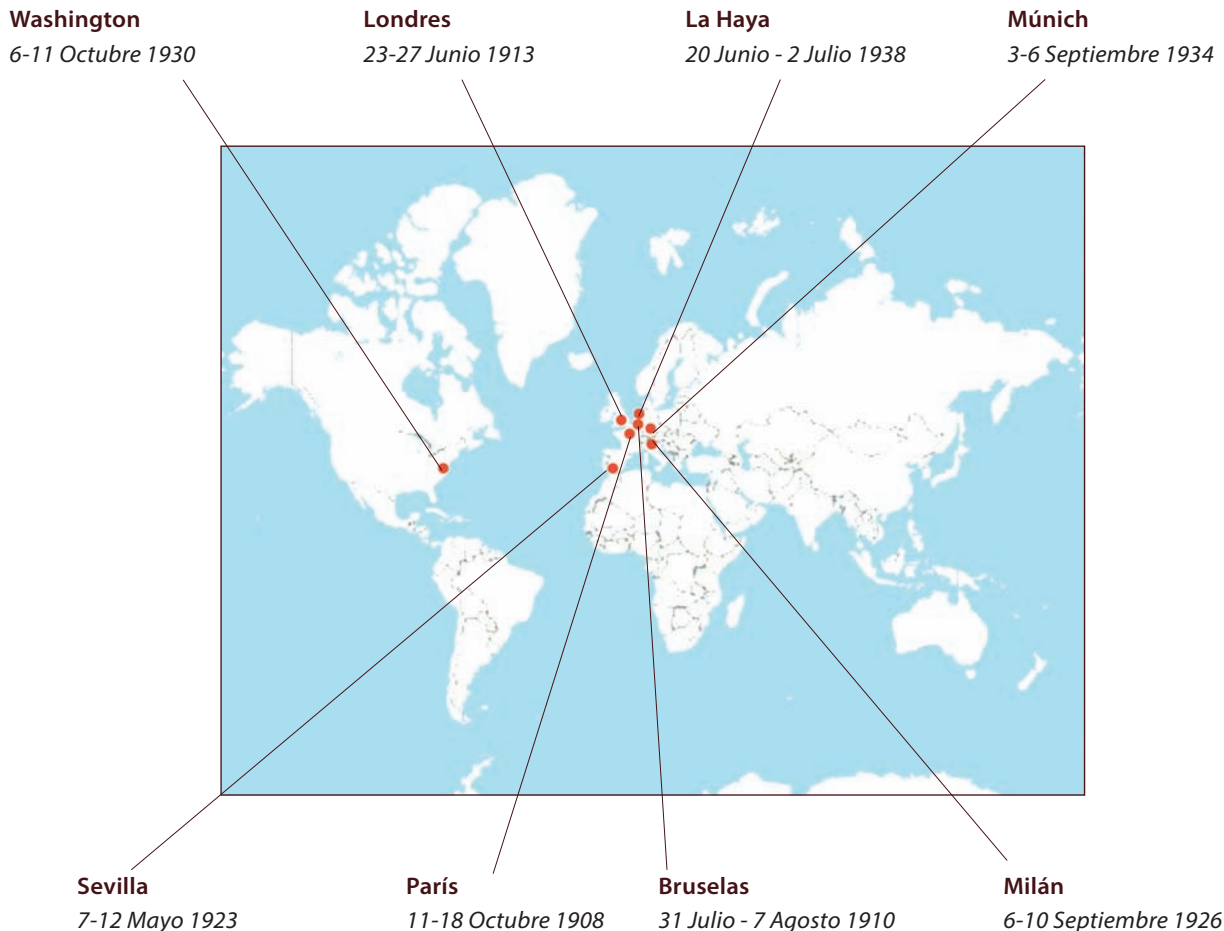 Washington
6-11 Octubre 1930
Londres
23-27 Junio 1913
La Haya
20 Junio - 2 Julio 1938
Múnich
3-6 Septiembre 1934
Sevilla
7-12 Mayo 1923
París
11-18 Octubre 1908
Bruselas
31 Julio - 7 Agosto 1910
Milán
6-10 Septiembre 1926